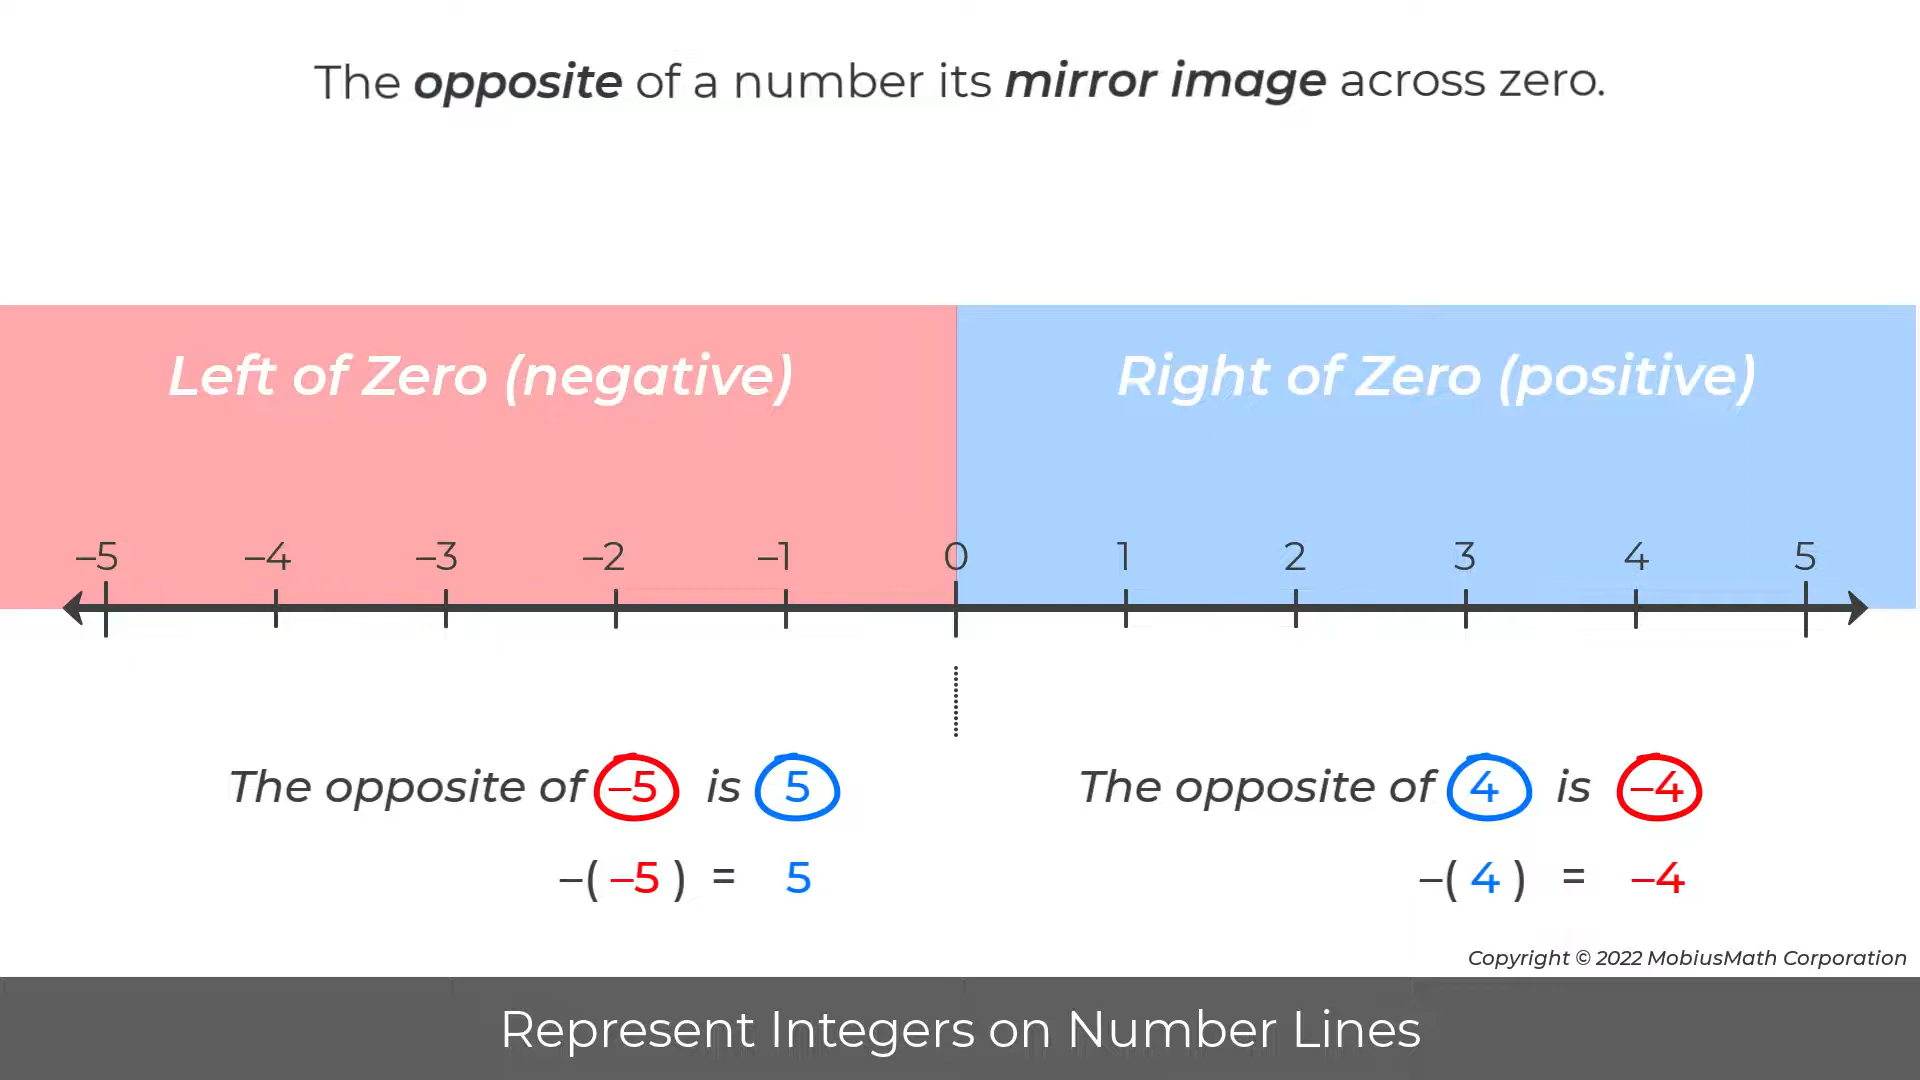 The opposite of a number its mirror image across zero.
Left of Zero (negative) Right of Zero (positive)
–5 –4 –3 –2 –1 0 1 2 3 4 5
The opposite of –5 is 5
–( –5 ) = 5
The opposite of 4 is –4
–( 4 ) = –4
Copyright © 2022 MobiusMath Corporation
Represent Integers on Number Lines